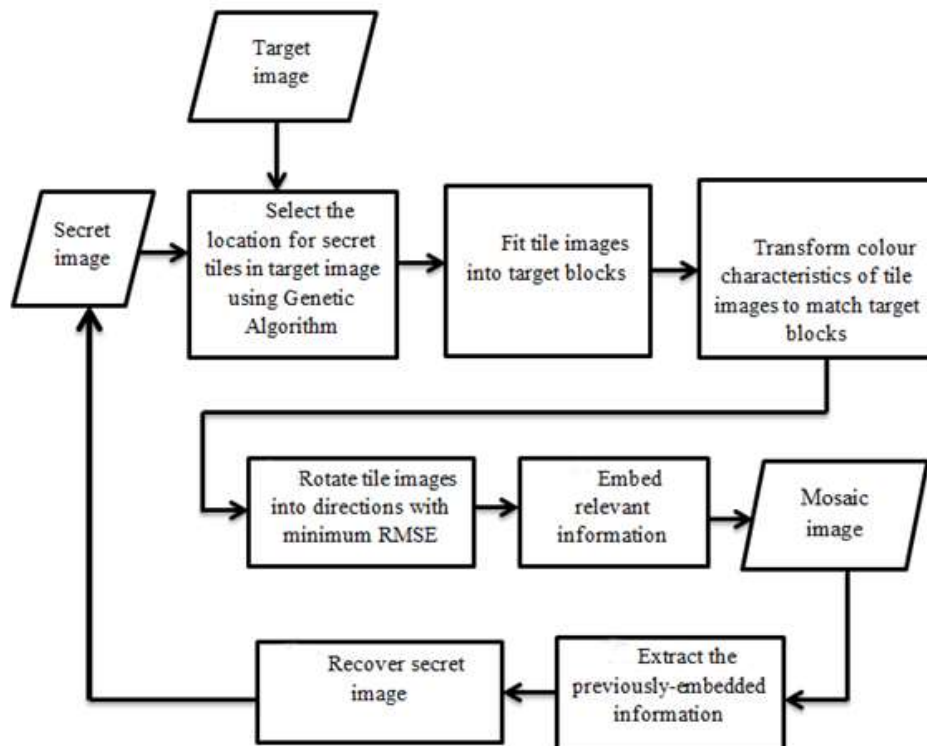 Target
image
Secret
image
Select the
location for secret
tiles in target image
using Genetic
Algorithm
Fit tile images
into target blocks
Transform colour
characteristics of tile
images to match target
blocks
Rotate tile images
into directions with
minimum RMSE
Embed
relevant
information
Mosaic
image
Extract the
previously-embedded
information
Recover secret
image